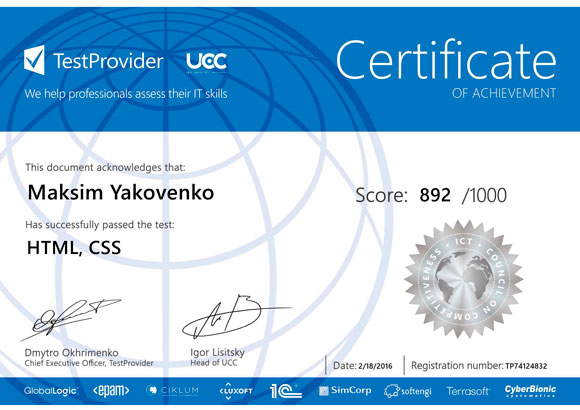 TestProvider
UCC
Certificate
OF ACHIEVEMENT
We help professionals assess their IT skills
This document acknowledges that:
Maksim Yakovenko
Score: 892 /1000
Has successfully passed the test:
HTML, CSS
ICT · COUNCIL ON COMPETITIVENESS ·
Dmytro Okhrimenko
Chief Executive Officer, TestProvider
Igor Lisitsky
Head of UCC
Date: 2/18/2016
Registration number: TP74124832
GlobalLogic
<epam>
CIKLUM
<LUXOFT
1C
SimCorp
softengi
Terrasoft
CyberBionic
systematics